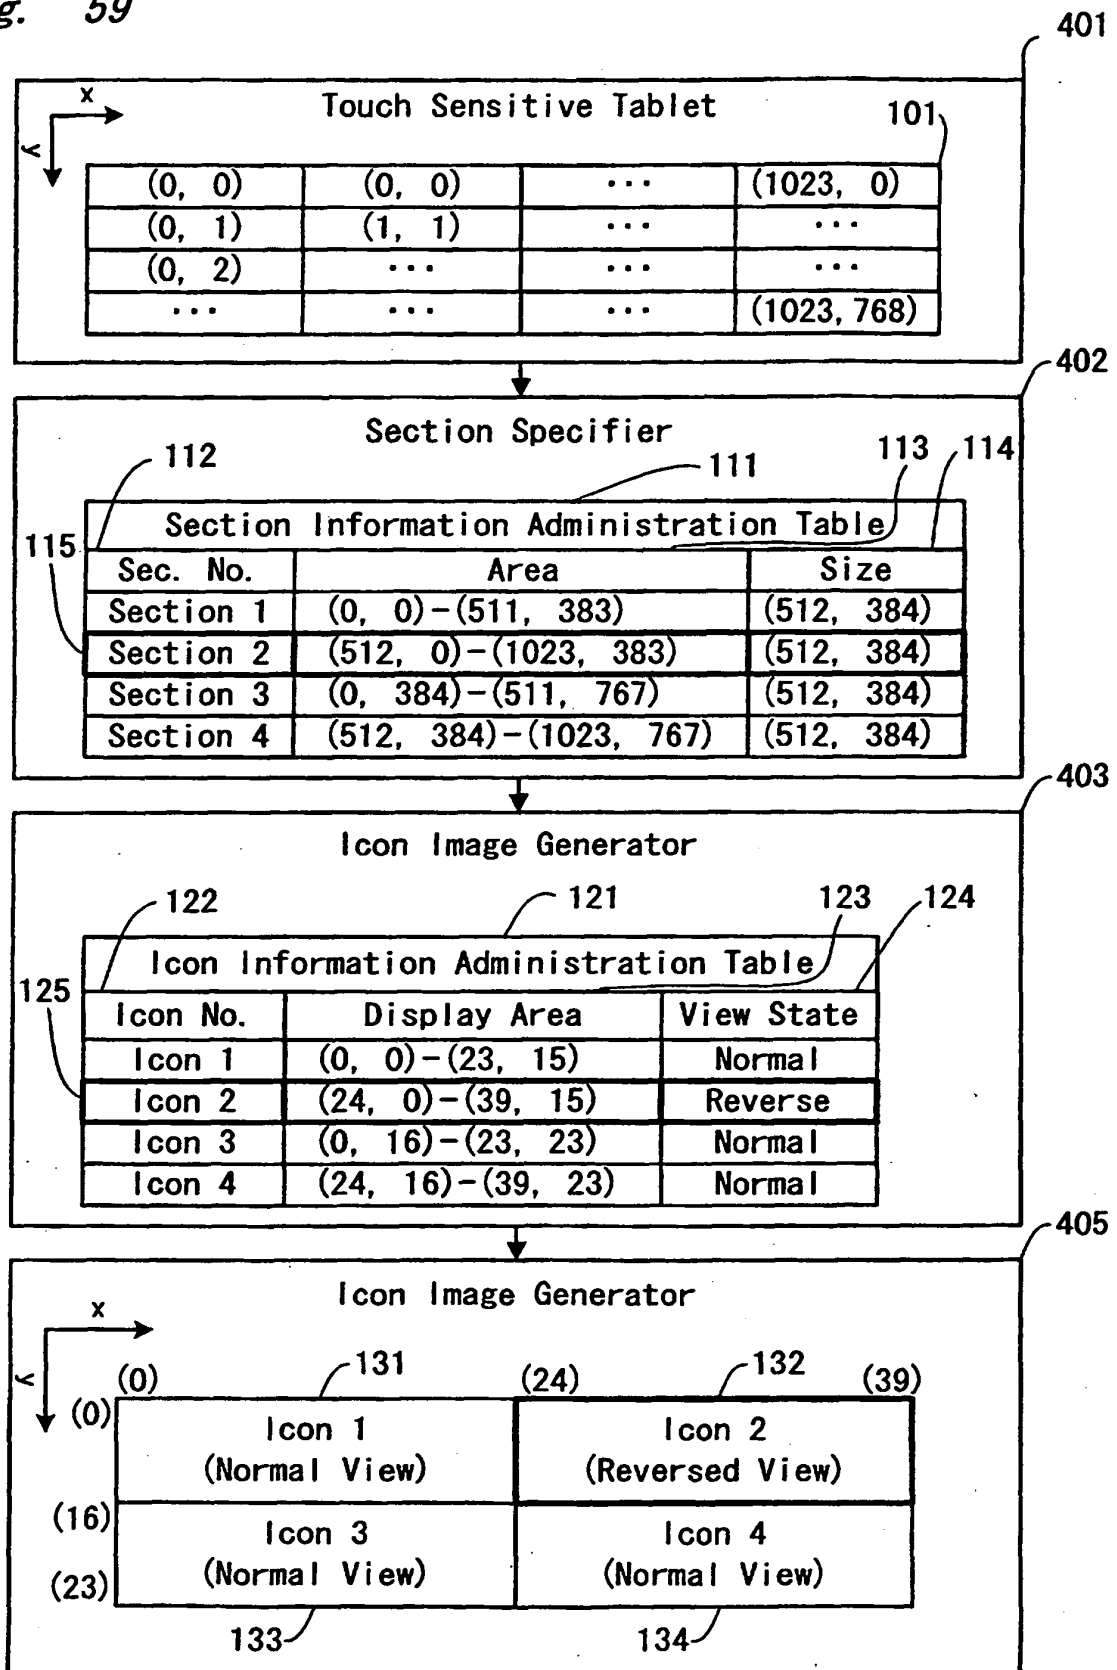 g. 59
401
x
Touch Sensitive Tablet
101
y
(0, 0) (0, 0) ... (1023, 0)
(0, 1) (1, 1) ... ...
(0, 2) ... ... ...
... ... ... (1023, 768)
402
Section Specifier
112 111 113 114
Section Information Administration Table
115
Sec. No. Area Size
Section 1 (0, 0)-(511, 383) (512, 384)
Section 2 (512, 0)-(1023, 383) (512, 384)
Section 3 (0, 384)-(511, 767) (512, 384)
Section 4 (512, 384)-(1023, 767) (512, 384)
403
Icon Image Generator
122 121 123 124
Icon Information Administration Table
125
Icon No. Display Area View State
Icon 1 (0, 0)-(23, 15) Normal
Icon 2 (24, 0)-(39, 15) Reverse
Icon 3 (0, 16)-(23, 23) Normal
Icon 4 (24, 16)-(39, 23) Normal
405
Icon Image Generator
x
y
131 132
(0) (24) (39)
(0)
Icon 1 Icon 2
(Normal View) (Reversed View)
(16)
Icon 3 Icon 4
(Normal View) (Normal View)
(23)
133 134